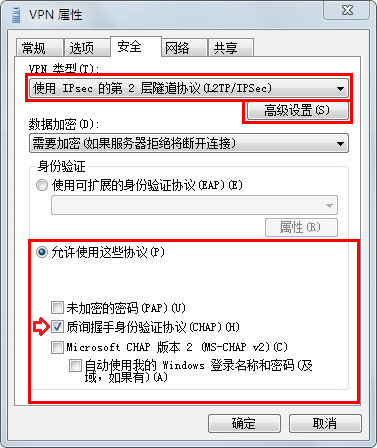 VPN 属性
常规
选项
安全
网络
共享
VPN 类型(T):
使用 IPsec 的第 2 层隧道协议(L2TP/IPSec)
高级设置(S)
数据加密(D):
需要加密(如果服务器拒绝将断开连接)
身份验证
使用可扩展的身份验证协议(EAP)(E)
属性(R)
允许使用这些协议(P)
未加密的密码(PAP)(U)
质询握手身份验证协议(CHAP)(H)
Microsoft CHAP 版本 2 (MS-CHAP v2)(C)
自动使用我的 Windows 登录名称和密码(及
域，如果有)(A)
确定
取消